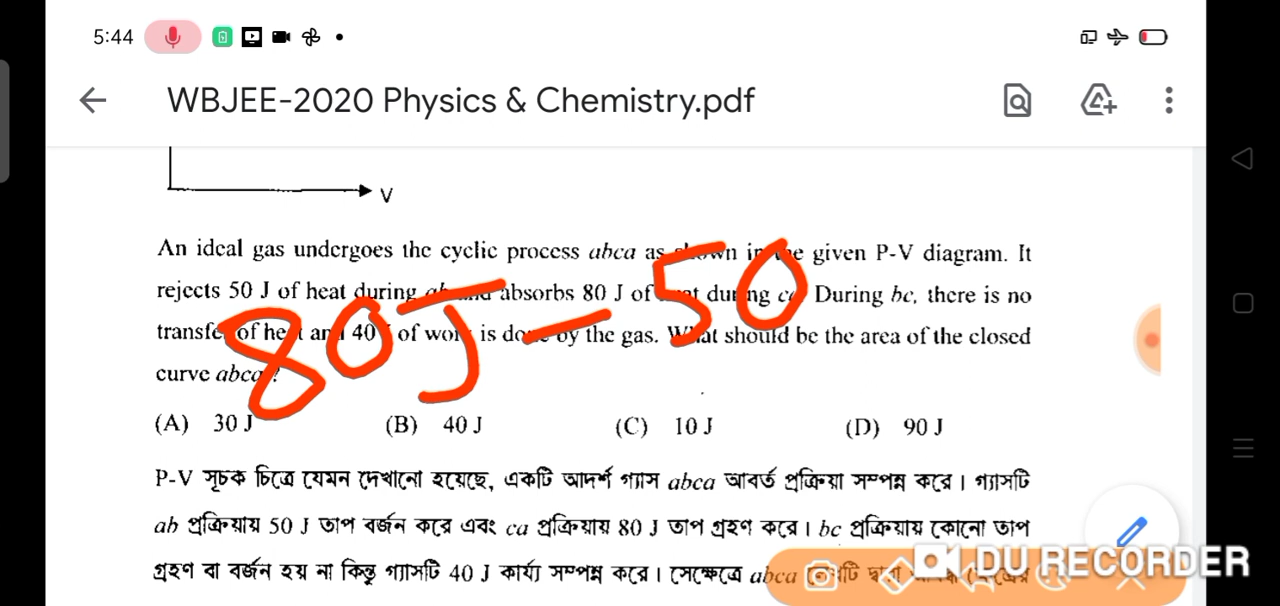 5:44
WBJEE-2020 Physics & Chemistry.pdf
V
An ideal gas undergoes the cyclic process abca as shown in the given P-V diagram. It
rejects 50 J of heat during absorbs 80 J of heat during ca. During bc, there is no
transfer of heat and 40 J of work is done by the gas. What should be the area of the closed
curve abca?
80J-50
(A) 30 J (B) 40 J (C) 10 J (D) 90 J
P-V সূচক চিত্রে যেমন দেখানো হয়েছে, একটি আদর্শ গ্যাস abca আবর্ত প্রক্রিয়া সম্পন্ন করে। গ্যাসটি
ab প্রক্রিয়ায় 50 J তাপ বর্জন করে এবং ca প্রক্রিয়ায় 80 J তাপ গ্রহণ করে। bc প্রক্রিয়ায় কোনো তাপ
গ্রহণ বা বর্জন হয় না কিন্তু গ্যাসটি 40 J কার্য্য সম্পন্ন করে। সেক্ষেত্রে abca
DU RECORDER